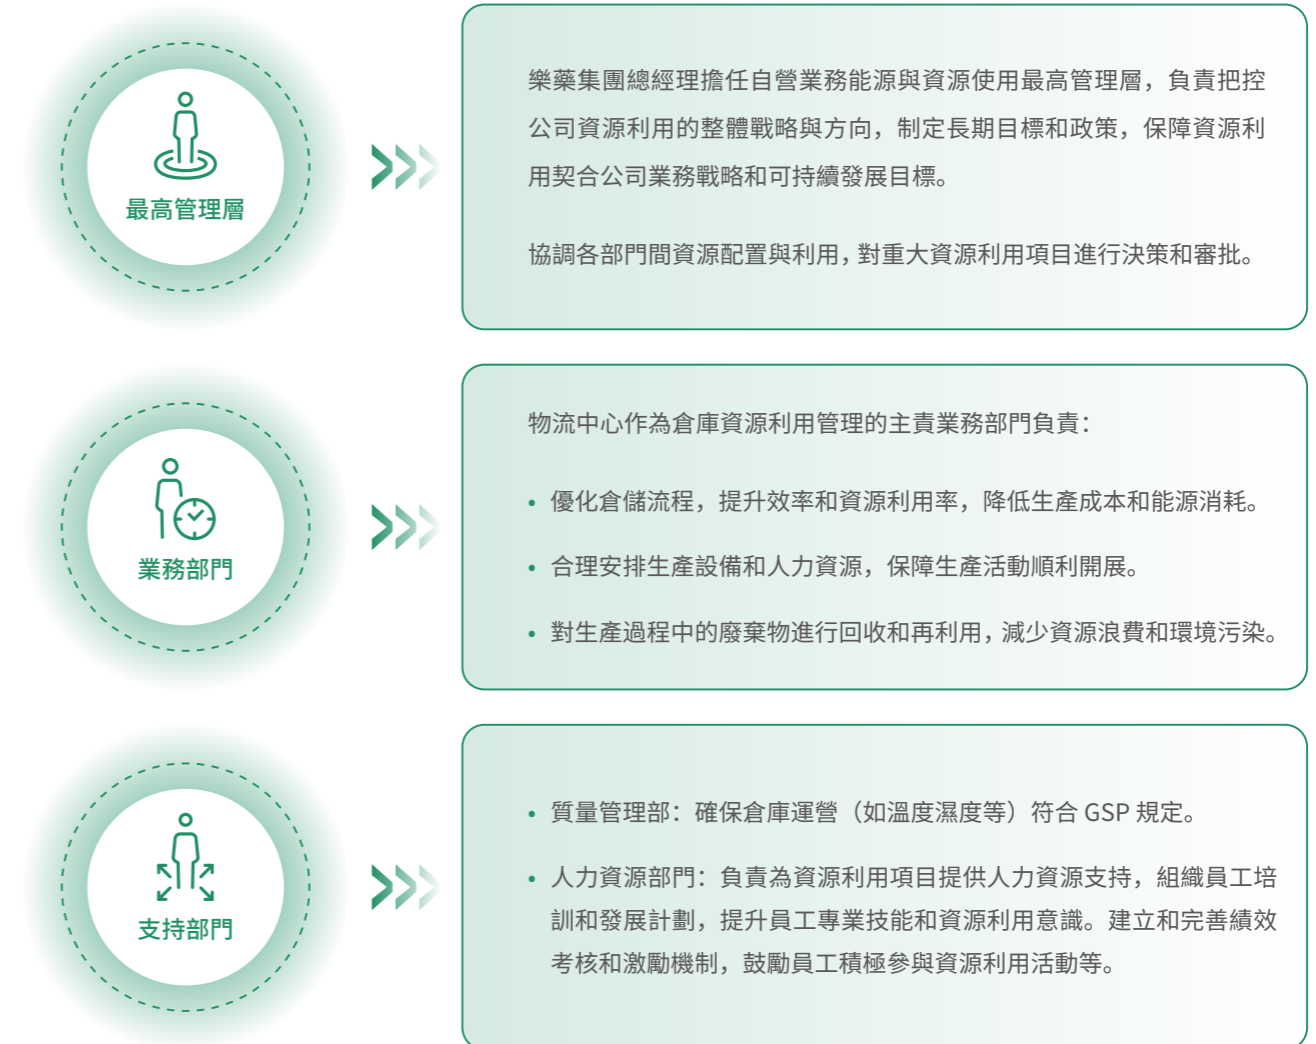 最高管理層
樂藥集團總經理擔任自營業務能源與資源使用最高管理層，負責把控
公司資源利用的整體戰略與方向，制定長期目標和政策，保障資源利
用契合公司業務戰略和可持續發展目標。
協調各部門間資源配置與利用，對重大資源利用項目進行決策和審批。
業務部門
物流中心作為倉庫資源利用管理的主責業務部門負責：
• 優化倉儲流程，提升效率和資源利用率，降低生產成本和能源消耗。
• 合理安排生產設備和人力資源，保障生產活動順利開展。
• 對生產過程中的廢棄物進行回收和再利用，減少資源浪費和環境污染。
支持部門
• 質量管理部：確保倉庫運營（如溫度濕度等）符合 GSP 規定。
• 人力資源部門：負責為資源利用項目提供人力資源支持，組織員工培
訓和發展計劃，提升員工專業技能和資源利用意識。建立和完善績效
考核和激勵機制，鼓勵員工積極參與資源利用活動等。